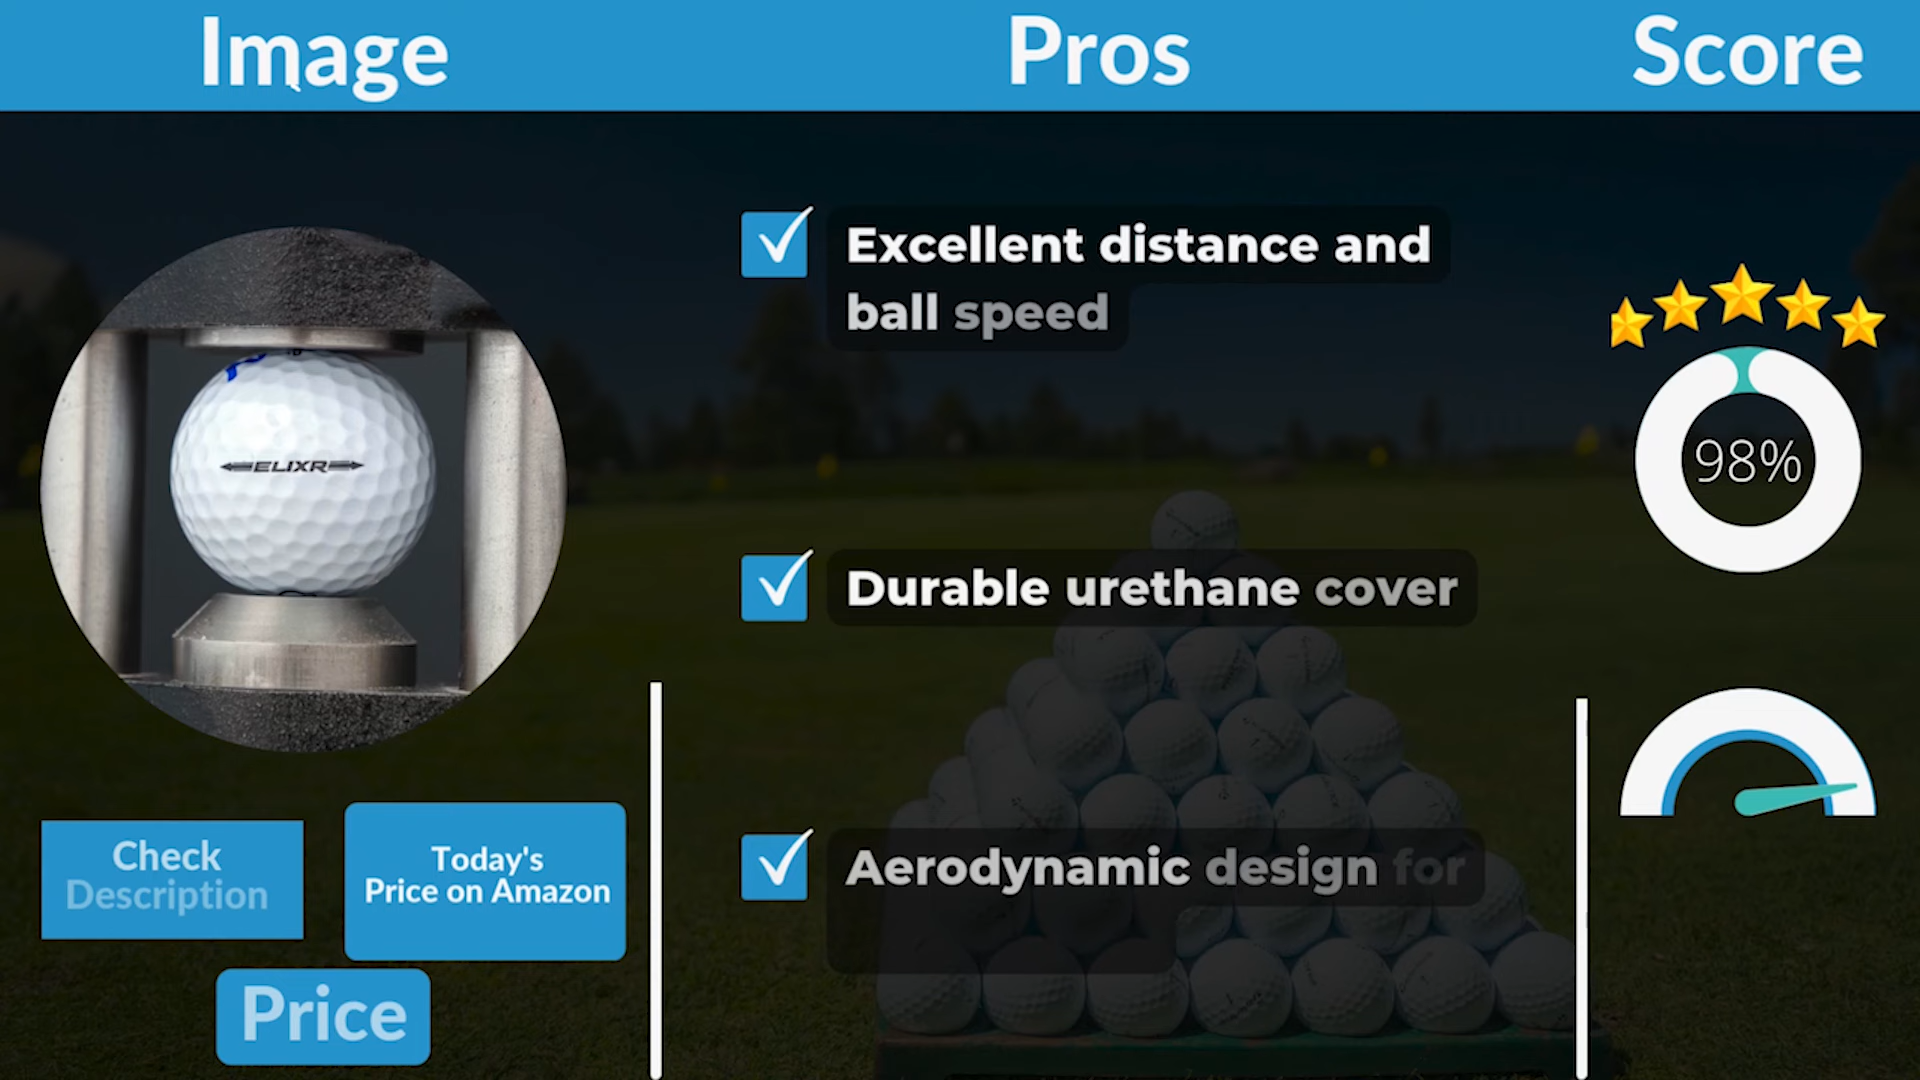 Image
Pros
Score
Excellent distance and
ball speed
ELIXR
98%
Durable urethane cover
Aerodynamic design for
Check
Description
Today's
Price on Amazon
Price